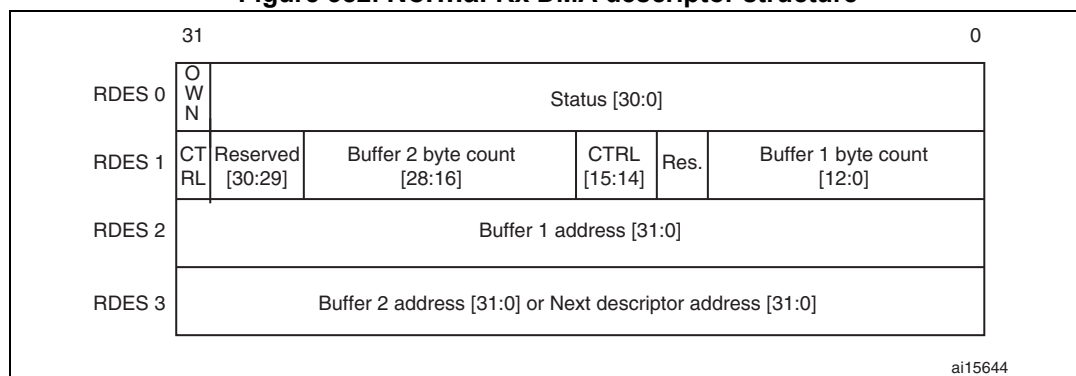 31 0
RDES 0 OWN Status [30:0]
RDES 1 CTRL Reserved [30:29] Buffer 2 byte count [28:16] CTRL [15:14] Res. Buffer 1 byte count [12:0]
RDES 2 Buffer 1 address [31:0]
RDES 3 Buffer 2 address [31:0] or Next descriptor address [31:0]
ai15644